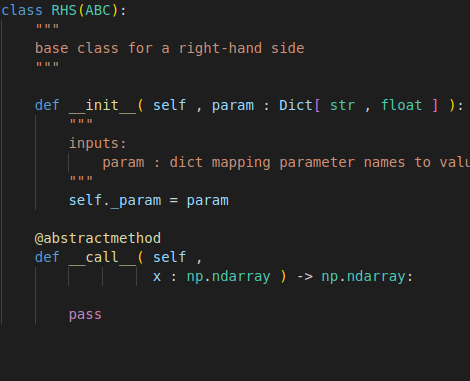 class RHS(ABC):
"""
base class for a right-hand side
"""
def __init__( self , param : Dict[ str , float ] ):
"""
inputs:
param : dict mapping parameter names to valu
"""
self._param = param
@abstractmethod
def __call__( self ,
x : np.ndarray ) -> np.ndarray:
pass